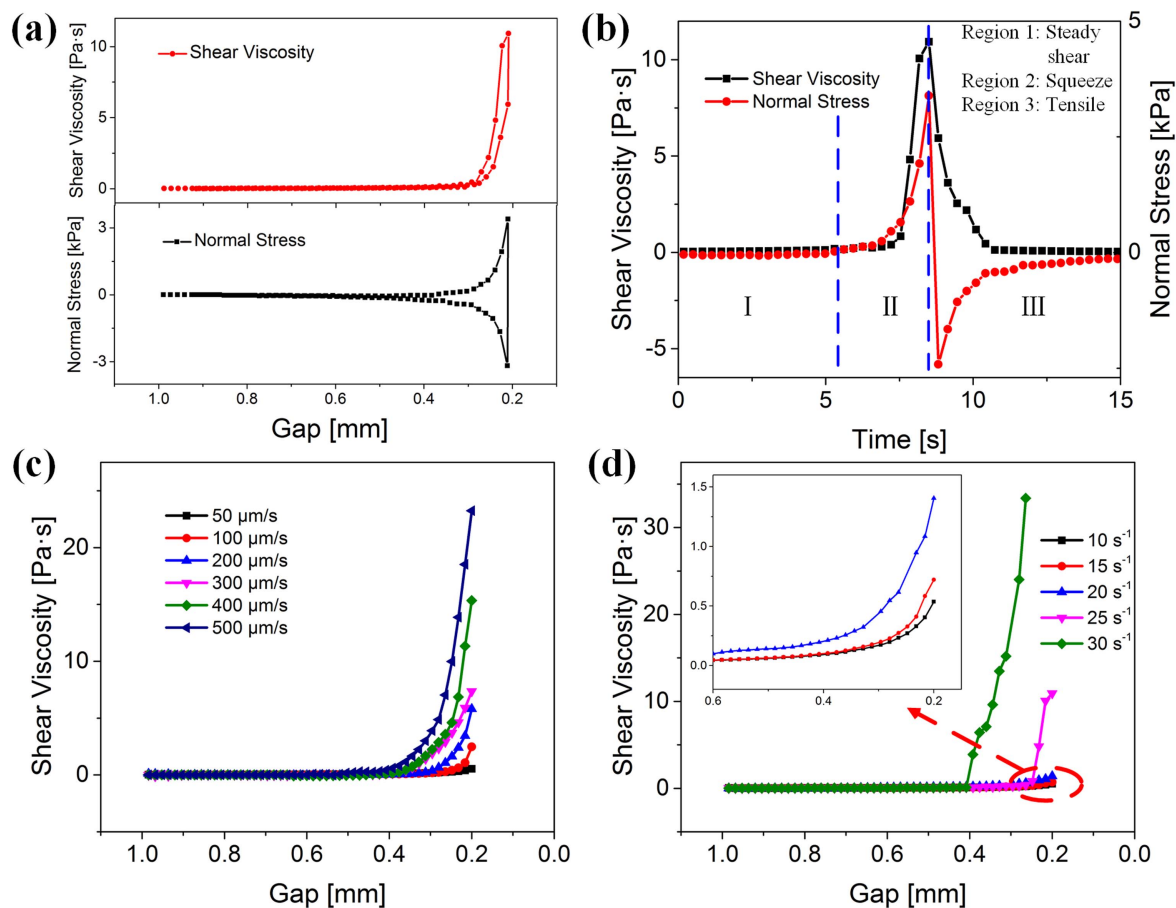 (a)
Shear Viscosity [Pa·s]
10
5
0
Shear Viscosity
Normal Stress [kPa]
3
0
-3
Normal Stress
1.0 0.8 0.6 0.4 0.2
Gap [mm]
(b)
Shear Viscosity [Pa·s]
10
5
0
-5
Shear Viscosity
Normal Stress
Region 1: Steady
shear
Region 2: Squeeze
Region 3: Tensile
I II III
5
0
Normal Stress [kPa]
0 5 10 15
Time [s]
(c)
Shear Viscosity [Pa·s]
20
10
0
50 μm/s
100 μm/s
200 μm/s
300 μm/s
400 μm/s
500 μm/s
1.0 0.8 0.6 0.4 0.2 0.0
Gap [mm]
(d)
Shear Viscosity [Pa·s]
30
20
10
0
1.5
1.0
0.5
0.0
0.6 0.4 0.2
10 s⁻¹
15 s⁻¹
20 s⁻¹
25 s⁻¹
30 s⁻¹
1.0 0.8 0.6 0.4 0.2 0.0
Gap [mm]